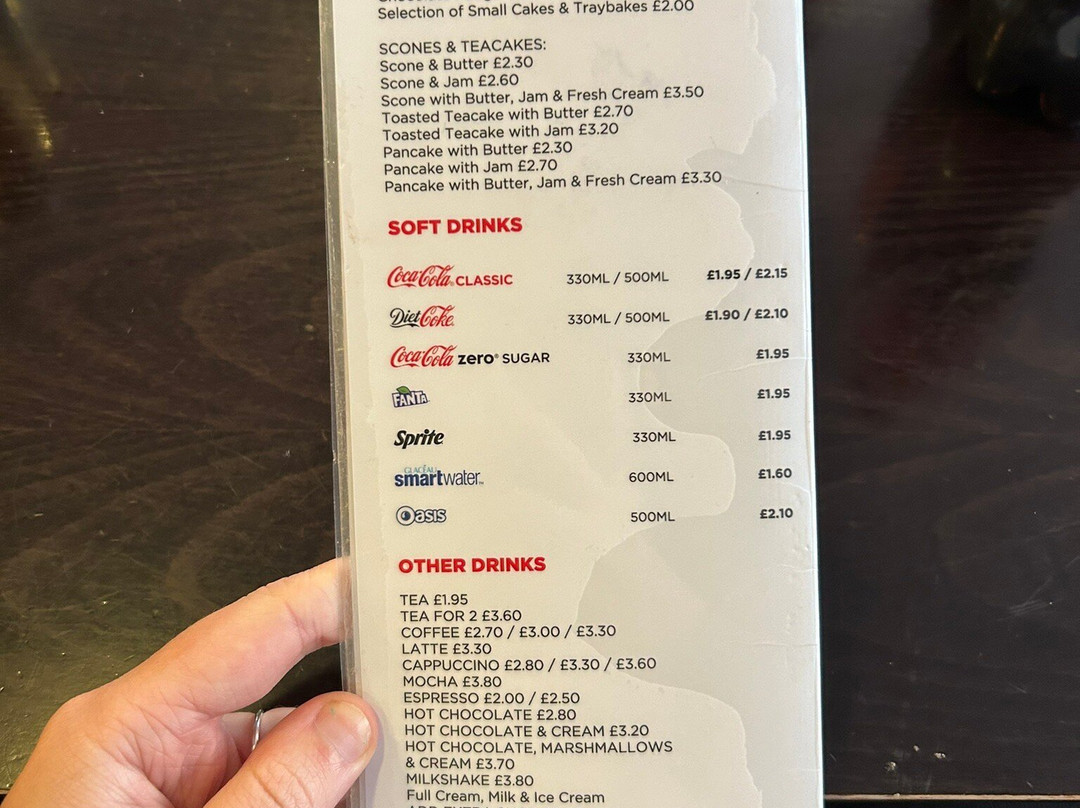 Selection of Small Cakes & Traybakes £2.00
SCONES & TEACAKES:
Scone & Butter £2.30
Scone & Jam £2.60
Scone with Butter, Jam & Fresh Cream £3.50
Toasted Teacake with Butter £2.70
Toasted Teacake with Jam £3.20
Pancake with Butter £2.30
Pancake with Jam £2.70
Pancake with Butter, Jam & Fresh Cream £3.30
SOFT DRINKS
Coca-Cola CLASSIC 330ML / 500ML £1.95 / £2.15
Diet Coke 330ML / 500ML £1.90 / £2.10
Coca-Cola zero® SUGAR 330ML £1.95
FANTA 330ML £1.95
Sprite 330ML £1.95
GLACÉAU
smartwater™ 600ML £1.60
Oasis 500ML £2.10
OTHER DRINKS
TEA £1.95
TEA FOR 2 £3.60
COFFEE £2.70 / £3.00 / £3.30
LATTE £3.30
CAPPUCCINO £2.80 / £3.30 / £3.60
MOCHA £3.80
ESPRESSO £2.00 / £2.50
HOT CHOCOLATE £2.80
HOT CHOCOLATE & CREAM £3.20
HOT CHOCOLATE, MARSHMALLOWS
& CREAM £3.70
MILKSHAKE £3.80
Full Cream, Milk & Ice Cream